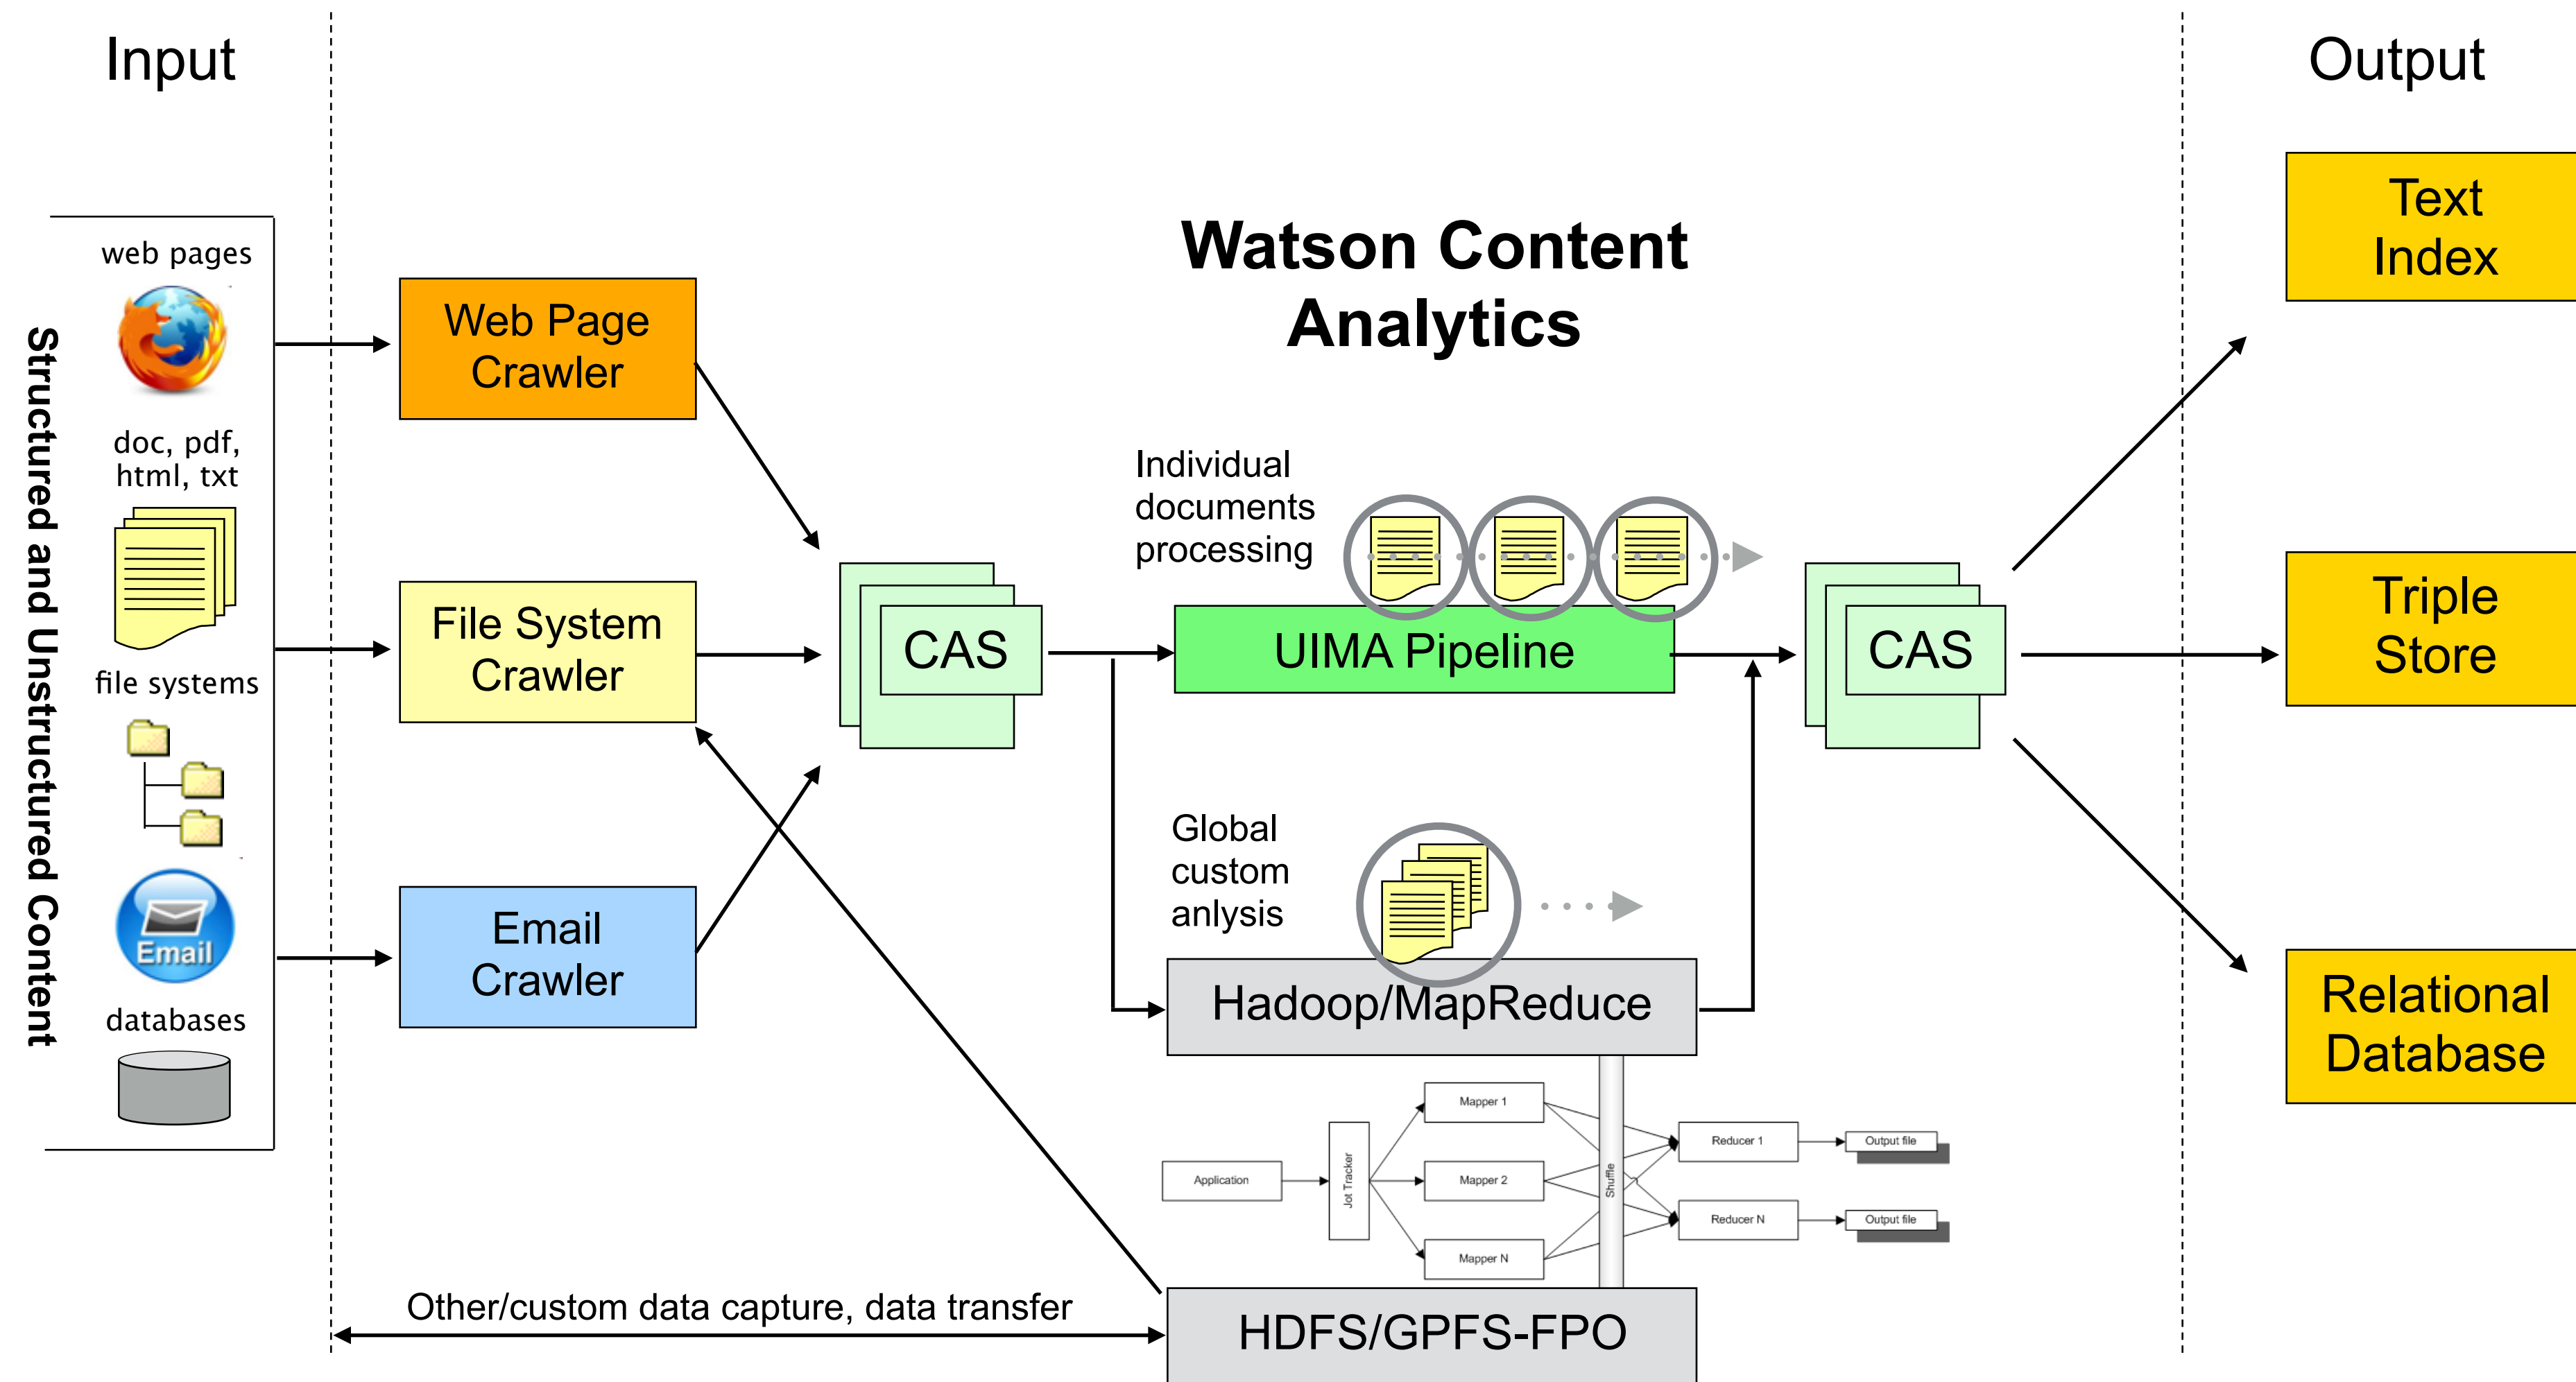 Input
Output
Structured and Unstructured Content
web pages
doc, pdf,
html, txt
file systems
Email
databases
Web Page
Crawler
File System
Crawler
Email
Crawler
CAS
Watson Content
Analytics
Individual
documents
processing
UIMA Pipeline
Global
custom
anlysis
Hadoop/MapReduce
Application
Jot Tracker
Mapper 1
Mapper 2
Mapper N
Shuffle
Reducer 1
Reducer N
Output file
Output file
Other/custom data capture, data transfer
HDFS/GPFS-FPO
CAS
Text
Index
Triple
Store
Relational
Database